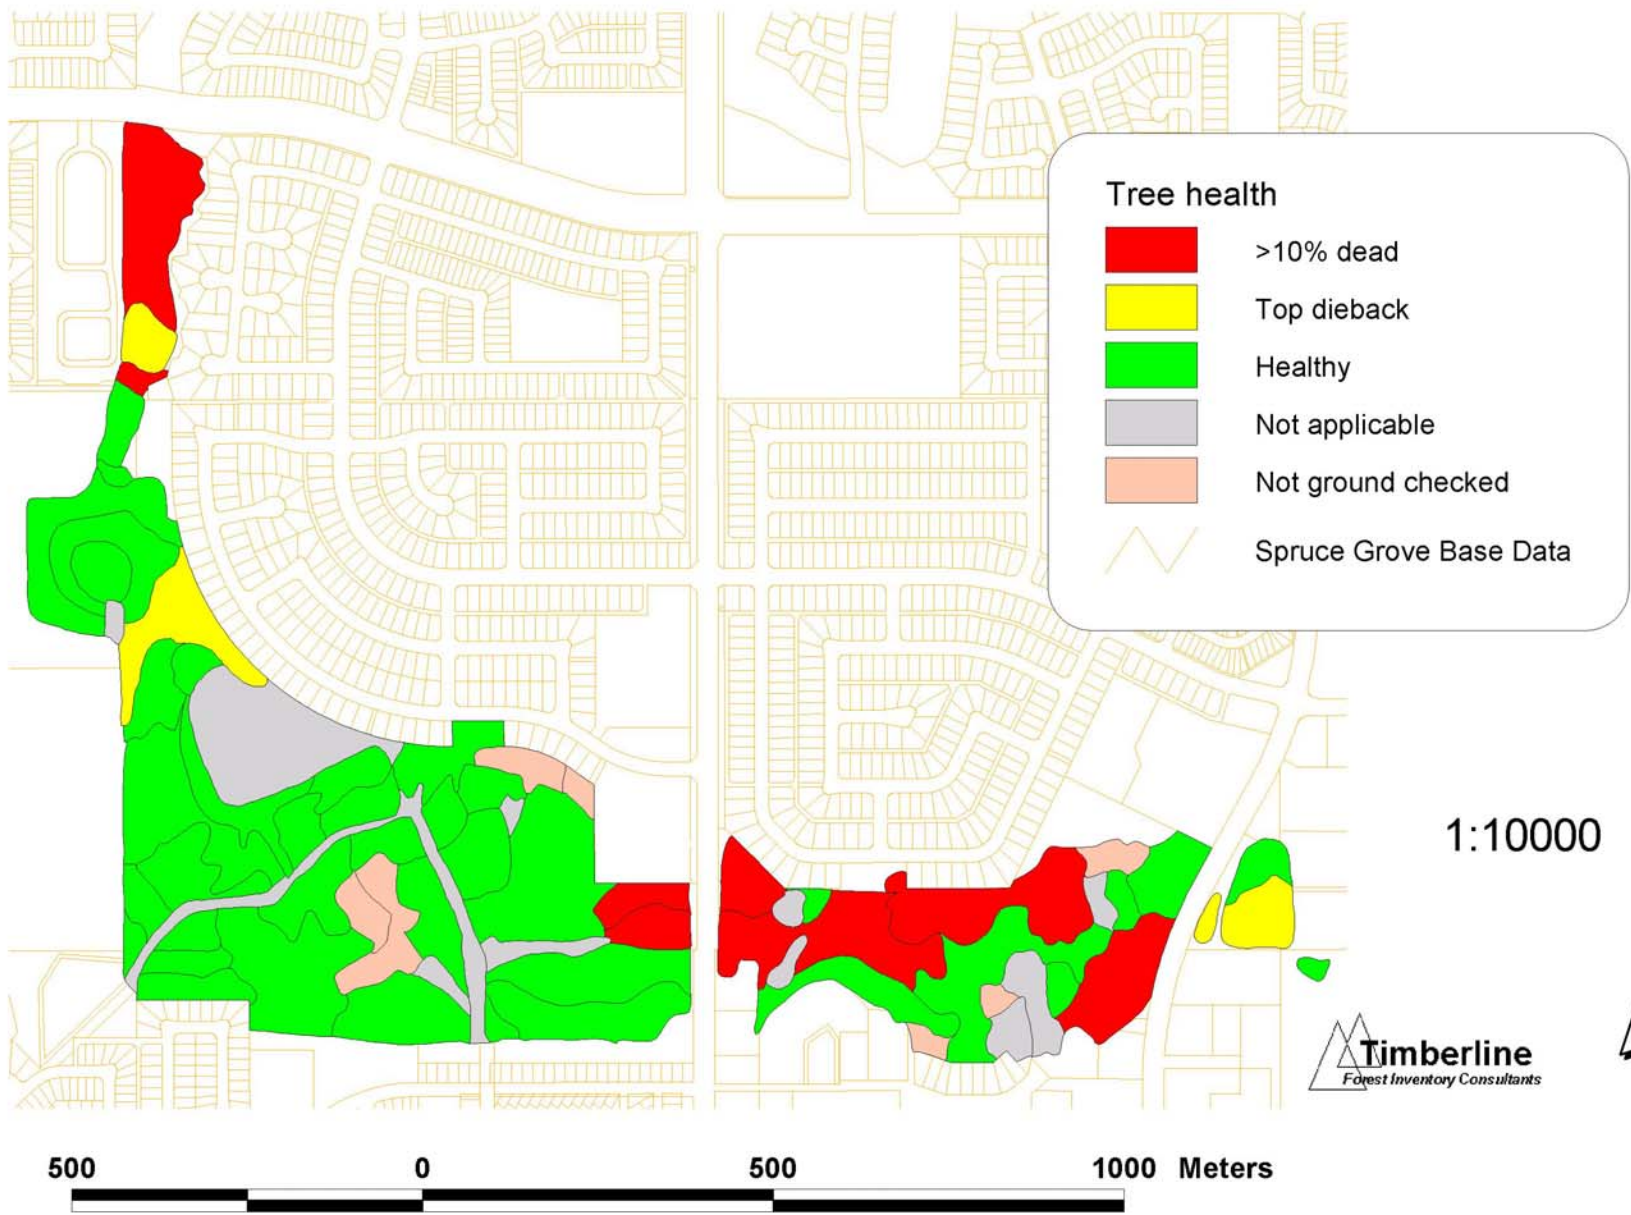 Tree health
>10% dead
Top dieback
Healthy
Not applicable
Not ground checked
Spruce Grove Base Data
1:10000
Timberline
Forest Inventory Consultants
500 0 500 1000 Meters